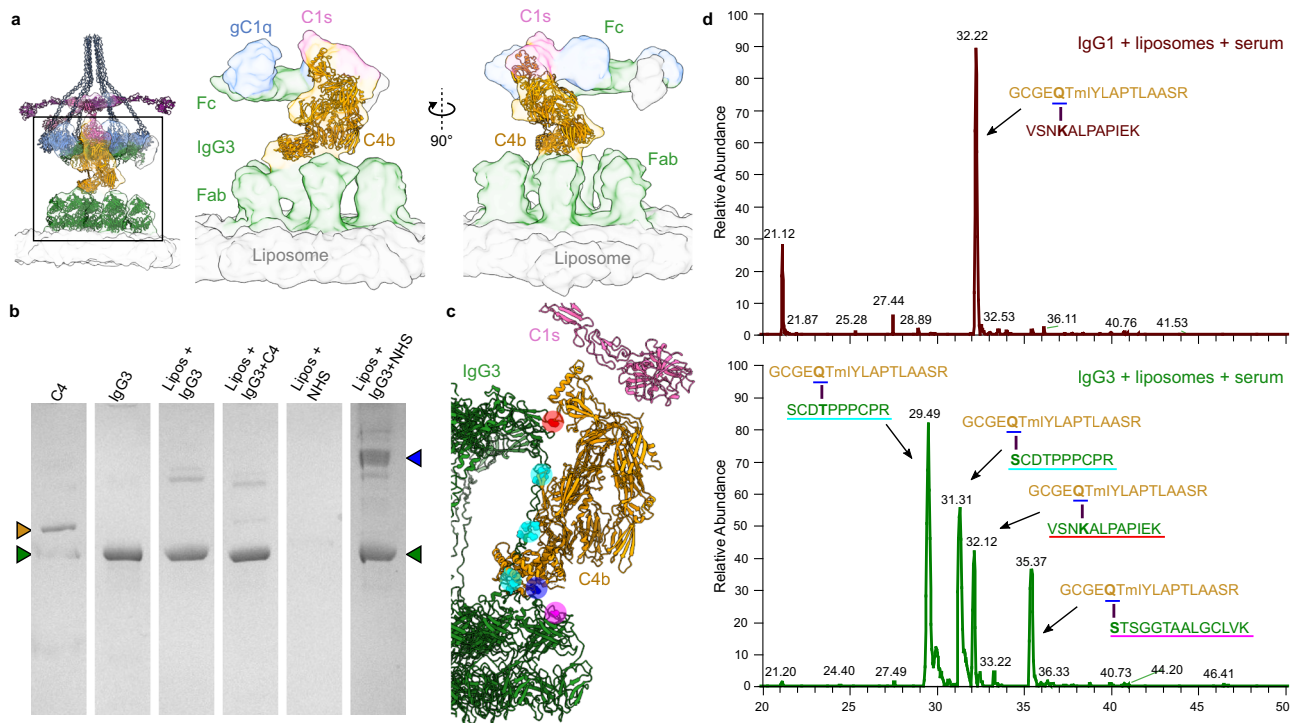 a
gC1q
C1s
Fc
IgG3
C4b
Fab
Liposome
90°
C1s
Fc
C4b
Fab
Liposome
b
C4
IgG3
Lipos +
IgG3
Lipos +
IgG3+C4
Lipos +
NHS
Lipos +
IgG3+NHS
c
C1s
IgG3
C4b
d
IgG1 + liposomes + serum
Relative Abundance
90
80
70
60
50
40
30
20
10
0
21.12
21.87
25.28
27.44
28.89
32.22
32.53
36.11
40.76
41.53
GCGEQTmIYLAPTLAASR
VSNKALPAPIEK
IgG3 + liposomes + serum
Relative Abundance
100
90
80
70
60
50
40
30
20
10
0
GCGEQTmIYLAPTLAASR
SCDTPPPCPR
GCGEQTmIYLAPTLAASR
SCDTPPPCPR
GCGEQTmIYLAPTLAASR
VSNKALPAPIEK
GCGEQTmIYLAPTLAASR
STSGGTAALGCLVK
29.49
31.31
32.12
35.37
21.20
24.40
27.49
33.22
36.33
40.73
44.20
46.41
20
25
30
35
40
45
50